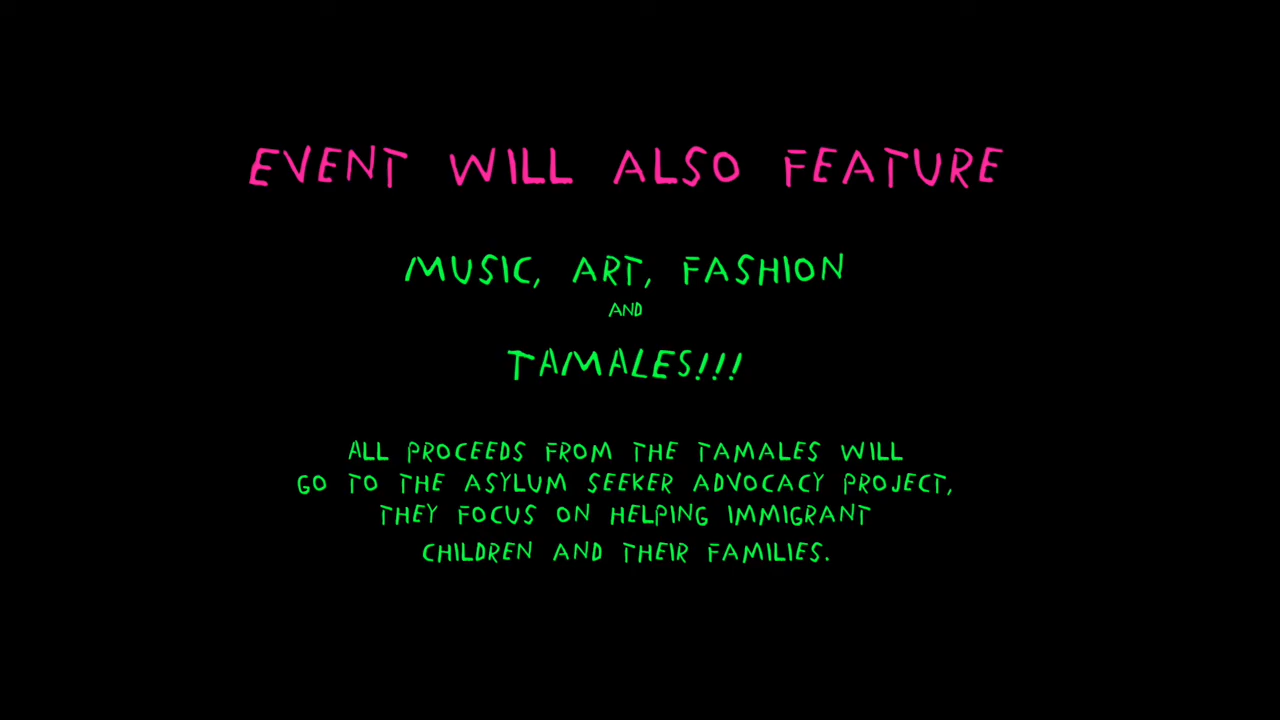 EVENT WILL ALSO FEATURE
MUSIC, ART, FASHION
AND
TAMALES!!!
ALL PROCEEDS FROM THE TAMALES WILL
GO TO THE ASYLUM SEEKER ADVOCACY PROJECT,
THEY FOCUS ON HELPING IMMIGRANT
CHILDREN AND THEIR FAMILIES.